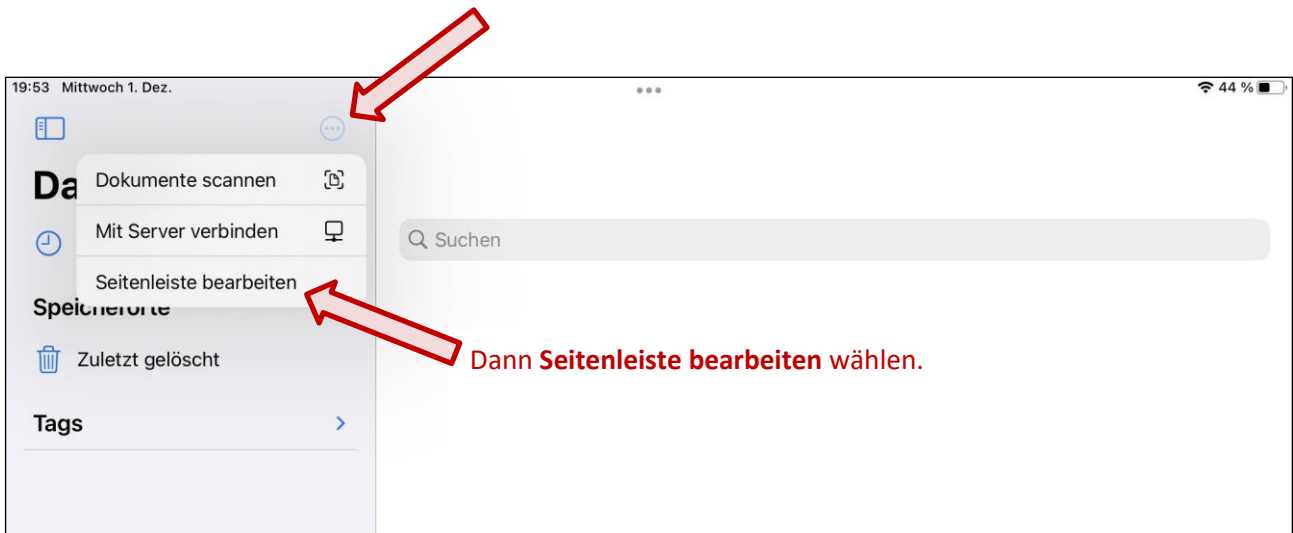 19:53 Mittwoch 1. Dez.
44 %
Da
Dokumente scannen
Mit Server verbinden
Suchen
Seitenleiste bearbeiten
Speicherorte
Zuletzt gelöscht
Dann Seitenleiste bearbeiten wählen.
Tags